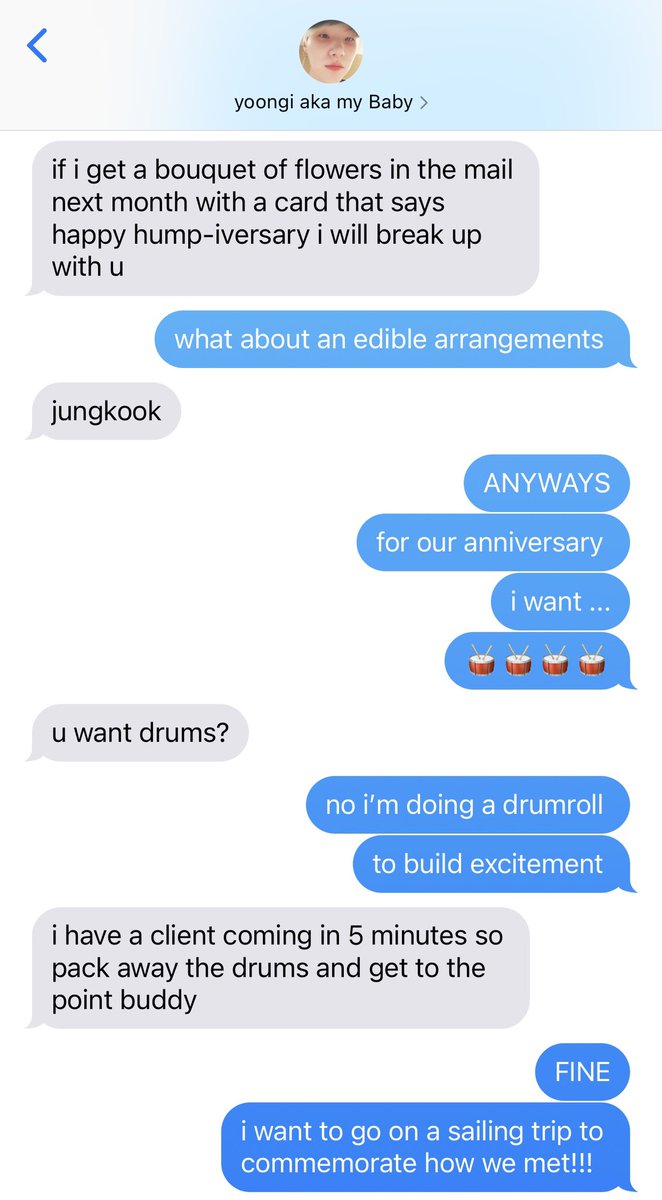 yoongi aka my Baby
if i get a bouquet of flowers in the mail
next month with a card that says
happy hump-iversary i will break up
with u
what about an edible arrangements
jungkook
ANYWAYS
for our anniversary
i want ...
🥁🥁🥁🥁
u want drums?
no i’m doing a drumroll
to build excitement
i have a client coming in 5 minutes so
pack away the drums and get to the
point buddy
FINE
i want to go on a sailing trip to
commemorate how we met!!!